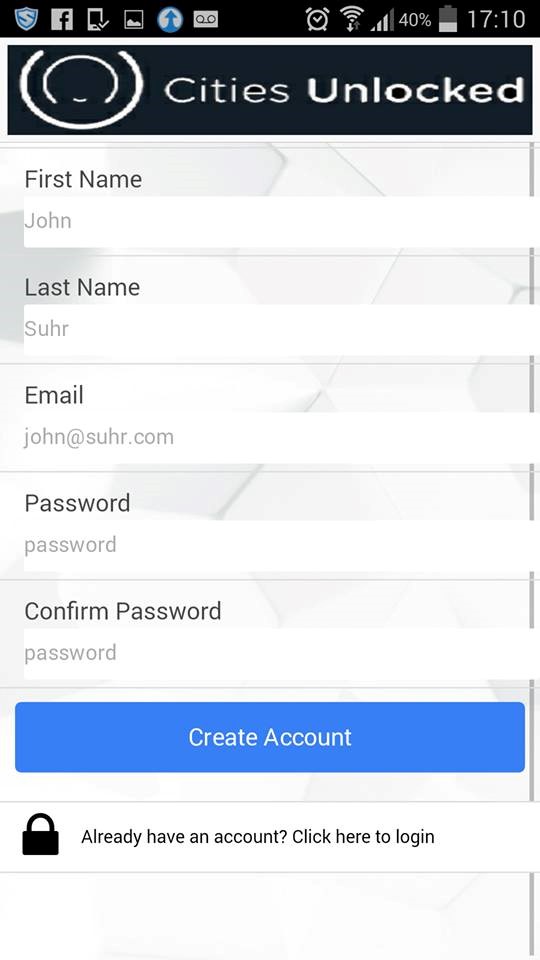 40% 17:10
Cities Unlocked
First Name
John
Last Name
Suhr
Email
john@suhr.com
Password
password
Confirm Password
password
Create Account
Already have an account? Click here to login